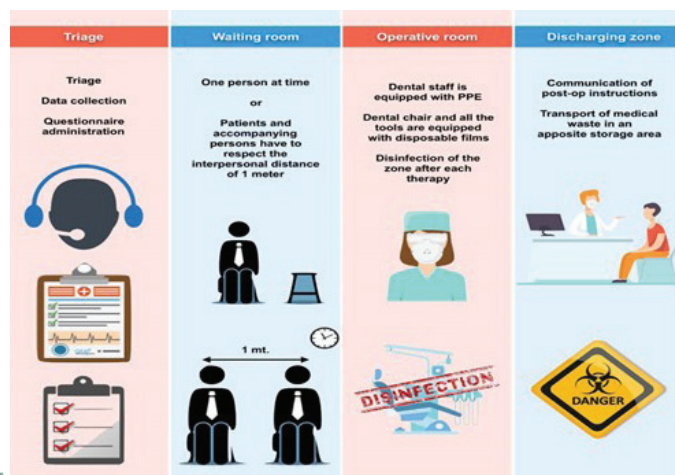 Triage
Triage
Data collection
Questionnaire
administration
Waiting room
One person at time
or
Patients and
accompanying
persons have to
respect the
interpersonal distance
of 1 meter
1 mt.
Operative room
Dental staff is
equipped with PPE
Dental chair and all the
tools are equipped
with disposable films
Disinfection of the
zone after each
therapy
DISINFECTION
Discharging zone
Communication of
post-op instructions
Transport of medical
waste in an
apposite storage area
DANGER